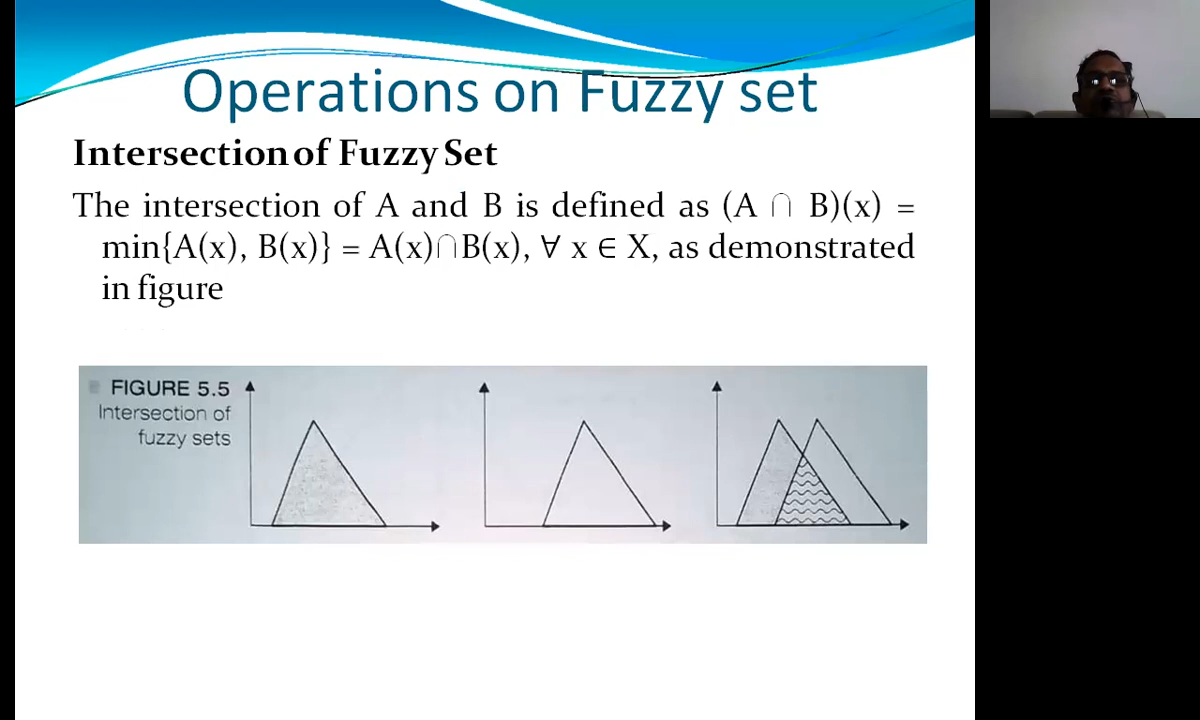 Operations on Fuzzy set
Intersection of Fuzzy Set
The intersection of A and B is defined as (A ∩ B)(x) =
min{A(x), B(x)} = A(x)∩B(x), ∀ x ∈ X, as demonstrated
in figure
FIGURE 5.5
Intersection of
fuzzy sets